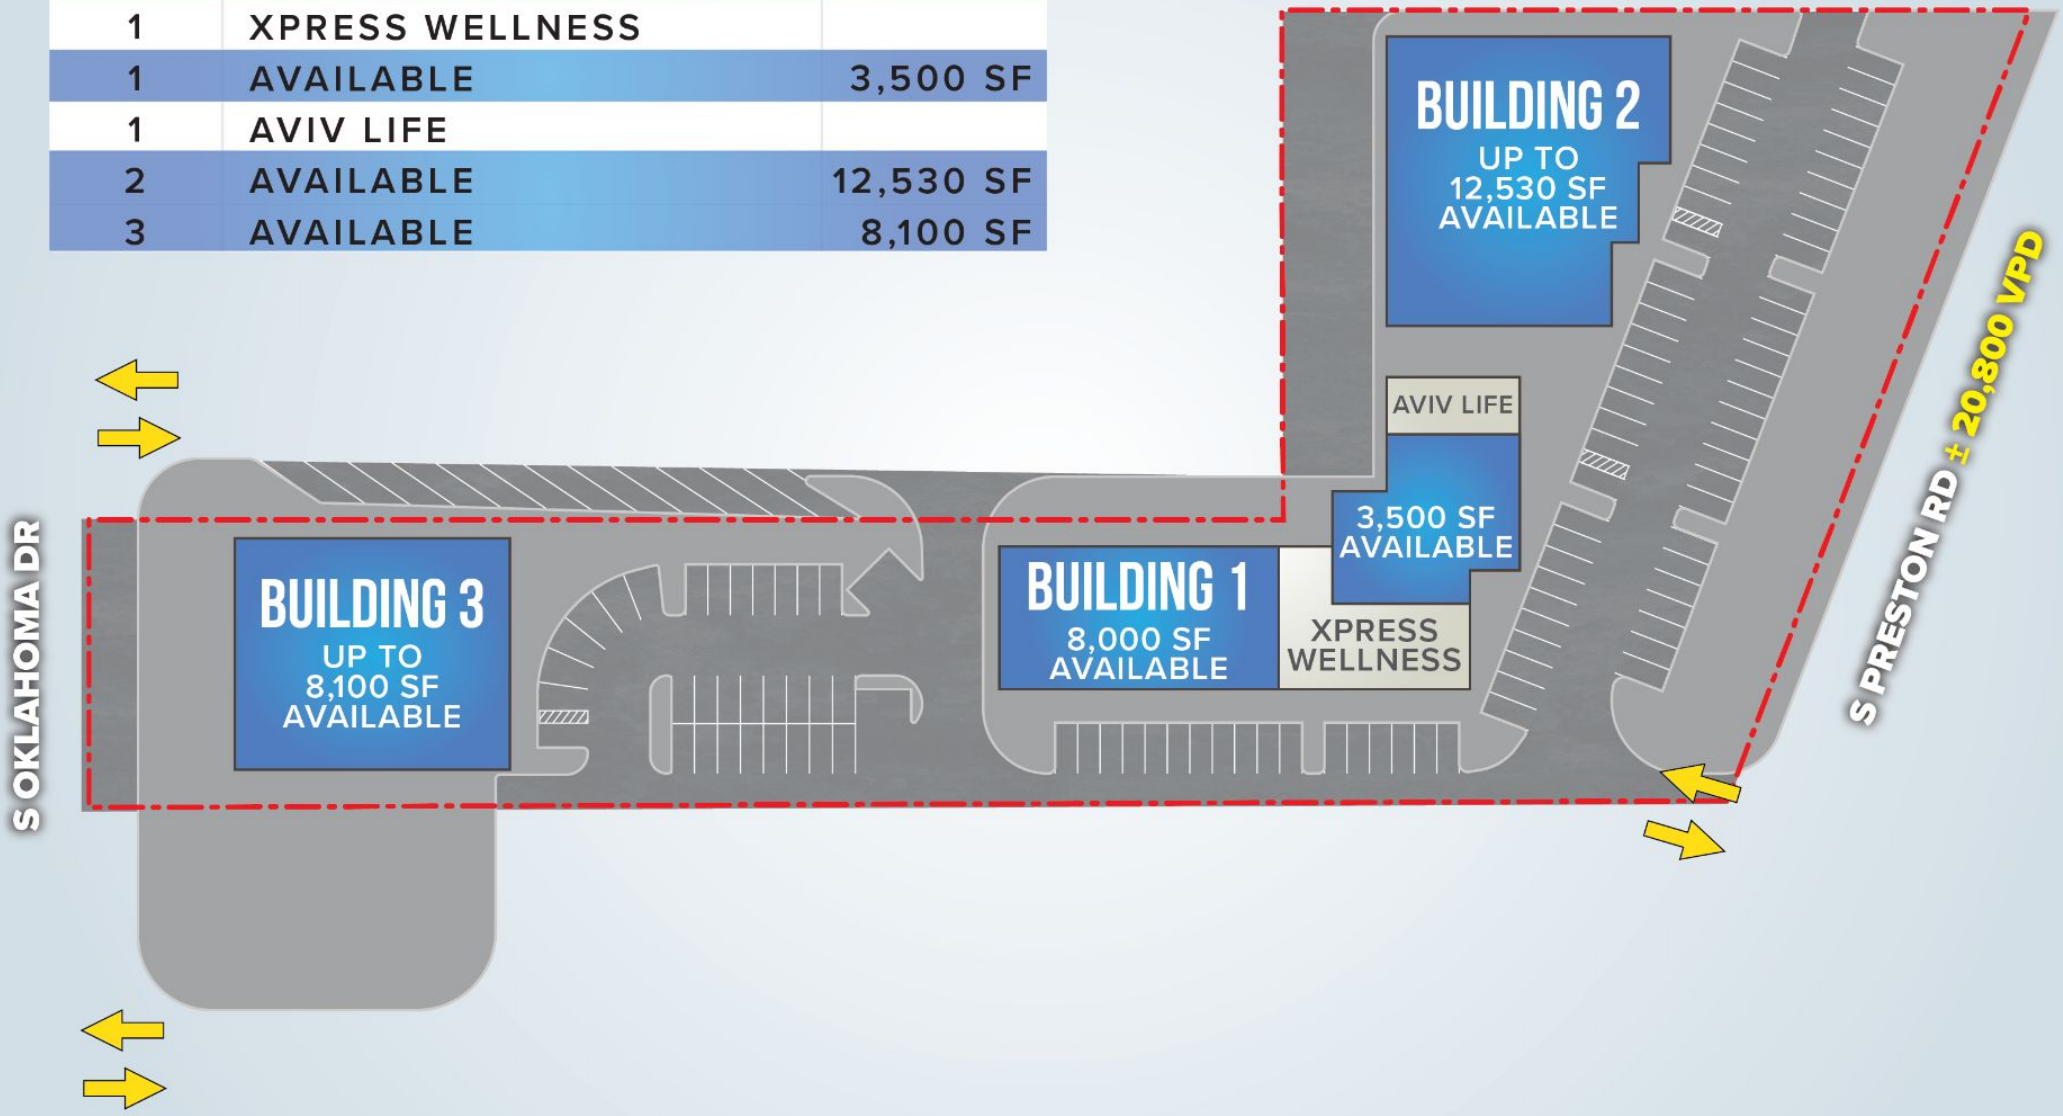 1 XPRESS WELLNESS
1 AVAILABLE 3,500 SF
1 AVIV LIFE
2 AVAILABLE 12,530 SF
3 AVAILABLE 8,100 SF
BUILDING 2
UP TO
12,530 SF
AVAILABLE
AVIV LIFE
3,500 SF
AVAILABLE
BUILDING 1
8,000 SF
AVAILABLE
XPRESS
WELLNESS
BUILDING 3
UP TO
8,100 SF
AVAILABLE
S OKLAHOMA DR
S PRESTON RD ± 20,800 VPD